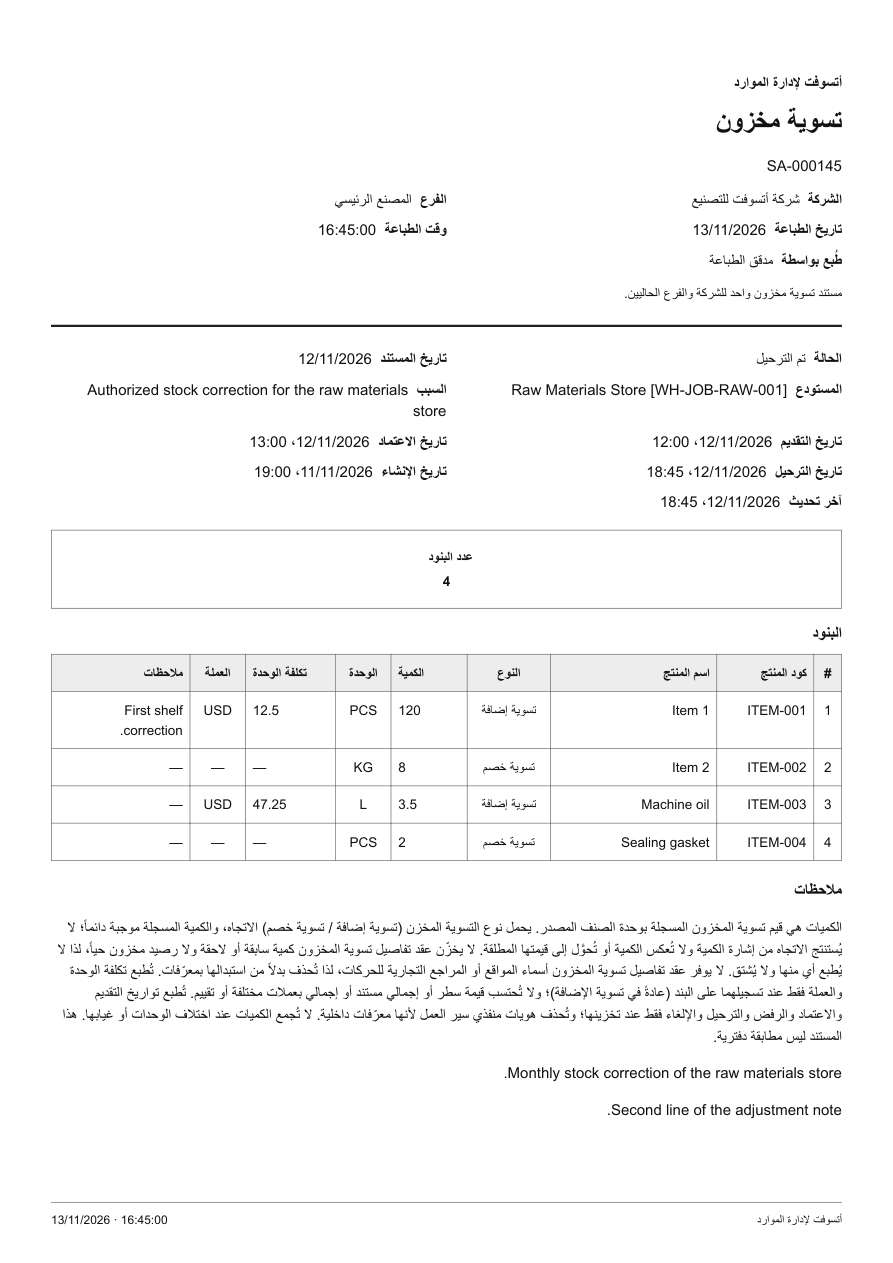 أتسوفت لإدارة الموارد
تسوية مخزون
SA-000145
الشركة شركة أتسوفت للتصنيع
الفرع المصنع الرئيسي
تاريخ الطباعة 13/11/2026
وقت الطباعة 16:45:00
طُبع بواسطة مدقق الطباعة
مستند تسوية مخزون واحد للشركة والفرع الحاليين.
الحالة تم الترحيل
تاريخ المستند 12/11/2026
المستودع Raw Materials Store [WH-JOB-RAW-001]
السبب Authorized stock correction for the raw materials
store
تاريخ التقديم 12/11/2026، 12:00
تاريخ الاعتماد 12/11/2026، 13:00
تاريخ الترحيل 12/11/2026، 18:45
تاريخ الإنشاء 11/11/2026، 19:00
آخر تحديث 12/11/2026، 18:45
عدد البنود
4
البنود
# كود المنتج اسم المنتج النوع الكمية الوحدة تكلفة الوحدة العملة ملاحظات
1 ITEM-001 Item 1 تسوية إضافة 120 PCS 12.5 USD First shelf
correction.
2 ITEM-002 Item 2 تسوية خصم 8 KG — — —
3 ITEM-003 Machine oil تسوية إضافة 3.5 L 47.25 USD —
4 ITEM-004 Sealing gasket تسوية خصم 2 PCS — — —
ملاحظات
الكميات هي قيم تسوية المخزون المسجلة بوحدة الصنف المصدر. يحمل نوع التسوية المخزن (تسوية إضافة / تسوية خصم) الاتجاه، والكمية المسجلة موجبة دائماً؛ لا
يُستنتج الاتجاه من إشارة الكمية ولا تُعكس الكمية أو تُحوَّل إلى قيمتها المطلقة. لا يخزّن عقد تفاصيل تسوية المخزون كمية سابقة أو لاحقة ولا رصيد مخزون حياً، لذا لا
يُطبع أي منها ولا يُشتق. لا يوفر عقد تفاصيل تسوية المخزون أسماء المواقع أو المراجع التجارية للحركات، لذا تُحذف بدلاً من استبدالها بمعرّفات. تُطبع تكلفة الوحدة
والعملة فقط عند تسجيلهما على البند (عادةً في تسوية الإضافة)؛ ولا تُحتسب قيمة سطر أو إجمالي مستند أو إجمالي بعملات مختلفة أو تقييم. تُطبع تواريخ التقديم
والاعتماد والرفض والترحيل والإلغاء فقط عند تخزينها؛ وتُحذف هويات منفذي سير العمل لأنها معرّفات داخلية. لا تُجمع الكميات عند اختلاف الوحدات أو غيابها. هذا
المستند ليس مطابقة دفترية.
Monthly stock correction of the raw materials store.
Second line of the adjustment note.
أتسوفت لإدارة الموارد
13/11/2026 · 16:45:00